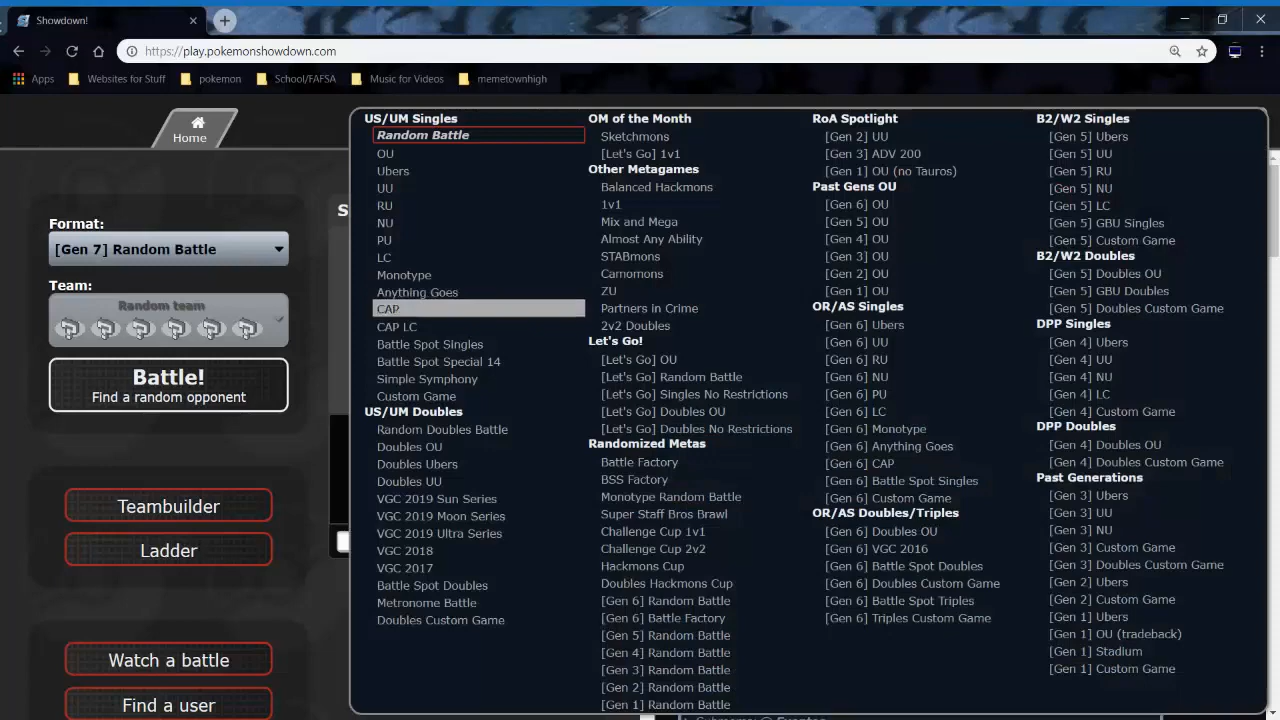 Showdown!
https://play.pokemonshowdown.com
Apps
Websites for Stuff
pokemon
School/FAFSA
Music for Videos
memetownhigh
Home
Format:
[Gen 7] Random Battle
Team:
Random team
Battle!
Find a random opponent
Teambuilder
Ladder
Watch a battle
Find a user
S
US/UM Singles
Random Battle
OU
Ubers
UU
RU
NU
PU
LC
Monotype
Anything Goes
CAP
CAP LC
Battle Spot Singles
Battle Spot Special 14
Simple Symphony
Custom Game
US/UM Doubles
Random Doubles Battle
Doubles OU
Doubles Ubers
Doubles UU
VGC 2019 Sun Series
VGC 2019 Moon Series
VGC 2019 Ultra Series
VGC 2018
VGC 2017
Battle Spot Doubles
Metronome Battle
Doubles Custom Game
OM of the Month
Sketchmons
[Let's Go] 1v1
Other Metagames
Balanced Hackmons
1v1
Mix and Mega
Almost Any Ability
STABmons
Camomons
ZU
Partners in Crime
2v2 Doubles
Let's Go!
[Let's Go] OU
[Let's Go] Random Battle
[Let's Go] Singles No Restrictions
[Let's Go] Doubles OU
[Let's Go] Doubles No Restrictions
Randomized Metas
Battle Factory
BSS Factory
Monotype Random Battle
Super Staff Bros Brawl
Challenge Cup 1v1
Challenge Cup 2v2
Hackmons Cup
Doubles Hackmons Cup
[Gen 6] Random Battle
[Gen 6] Battle Factory
[Gen 5] Random Battle
[Gen 4] Random Battle
[Gen 3] Random Battle
[Gen 2] Random Battle
[Gen 1] Random Battle
RoA Spotlight
[Gen 2] UU
[Gen 3] ADV 200
[Gen 1] OU (no Tauros)
Past Gens OU
[Gen 6] OU
[Gen 5] OU
[Gen 4] OU
[Gen 3] OU
[Gen 2] OU
[Gen 1] OU
OR/AS Singles
[Gen 6] Ubers
[Gen 6] UU
[Gen 6] RU
[Gen 6] NU
[Gen 6] PU
[Gen 6] LC
[Gen 6] Monotype
[Gen 6] Anything Goes
[Gen 6] CAP
[Gen 6] Battle Spot Singles
[Gen 6] Custom Game
OR/AS Doubles/Triples
[Gen 6] Doubles OU
[Gen 6] VGC 2016
[Gen 6] Battle Spot Doubles
[Gen 6] Doubles Custom Game
[Gen 6] Battle Spot Triples
[Gen 6] Triples Custom Game
B2/W2 Singles
[Gen 5] Ubers
[Gen 5] UU
[Gen 5] RU
[Gen 5] NU
[Gen 5] LC
[Gen 5] GBU Singles
[Gen 5] Custom Game
B2/W2 Doubles
[Gen 5] Doubles OU
[Gen 5] GBU Doubles
[Gen 5] Doubles Custom Game
DPP Singles
[Gen 4] Ubers
[Gen 4] UU
[Gen 4] NU
[Gen 4] LC
[Gen 4] Custom Game
DPP Doubles
[Gen 4] Doubles OU
[Gen 4] Doubles Custom Game
Past Generations
[Gen 3] Ubers
[Gen 3] UU
[Gen 3] NU
[Gen 3] Custom Game
[Gen 3] Doubles Custom Game
[Gen 2] Ubers
[Gen 2] Custom Game
[Gen 1] Ubers
[Gen 1] OU (tradeback)
[Gen 1] Stadium
[Gen 1] Custom Game